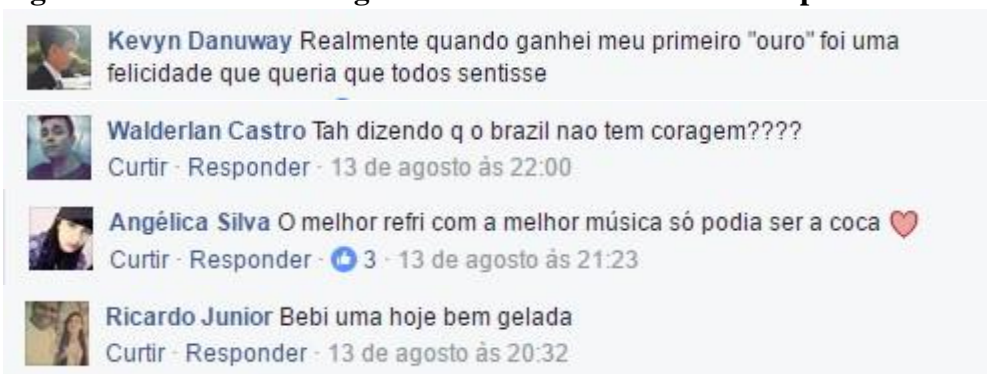 Kevyn Danuway Realmente quando ganhei meu primeiro "ouro" foi uma
felicidade que queria que todos sentisse
Walderlan Castro Tah dizendo q o brazil nao tem coragem????
Curtir · Responder · 13 de agosto às 22:00
Angélica Silva O melhor refri com a melhor música só podia ser a coca
Curtir · Responder · 3 · 13 de agosto às 21:23
Ricardo Junior Bebi uma hoje bem gelada
Curtir · Responder · 13 de agosto às 20:32